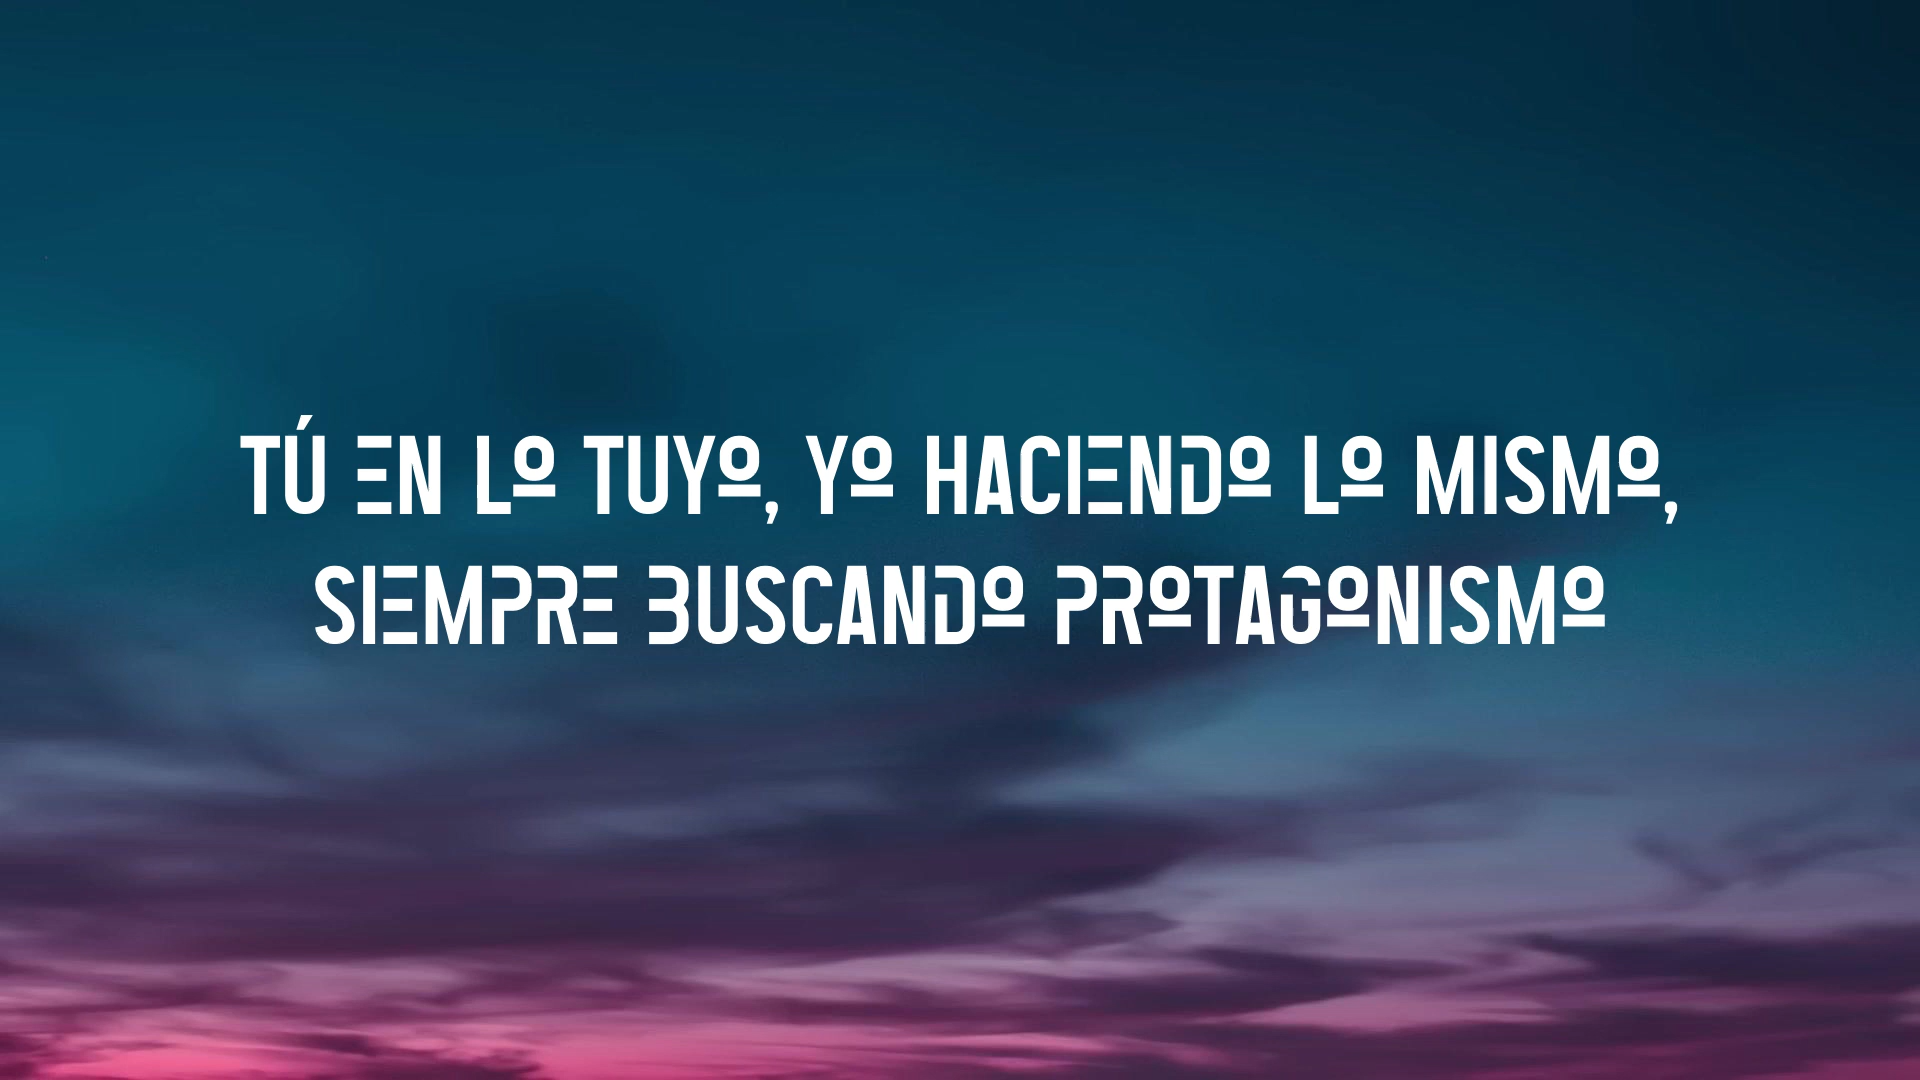 TÚ EN LO TUYO, YO HACIENDO LO MISMO,
SIEMPRE BUSCANDO PROTAGONISMO